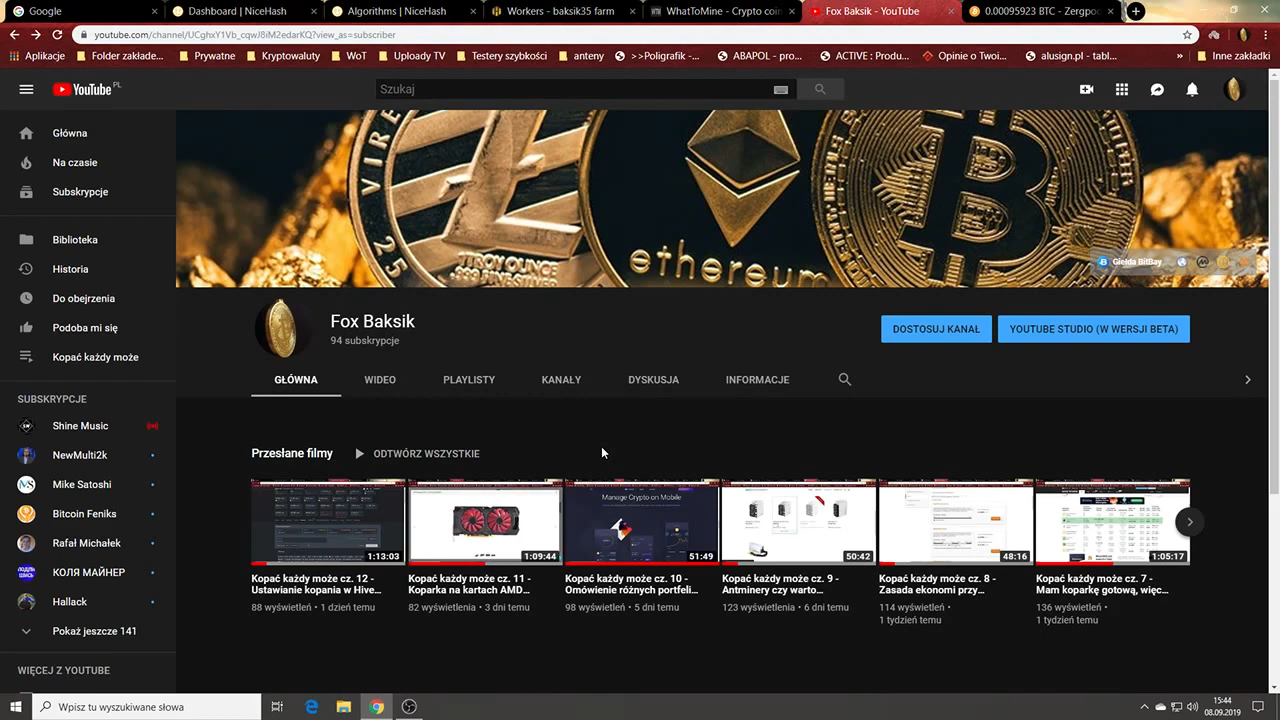 Google
Dashboard | NiceHash
Algorithms | NiceHash
Workers - baksik35 farm
WhatToMine - Crypto coin
Fox Baksik - YouTube
0.00095923 BTC - Zergpoo
youtube.com/channel/UCghxY1Vb_cqwJ8iM2edarKQ?view_as=subscriber
Aplikacje
Folder zakłade...
Prywatne
Kryptowaluty
WoT
Uploady TV
Testery szybkości
anteny
>>Poligrafik -...
ABAPOL - pro...
ACTIVE : Produ...
Opinie o Twoi...
alusign.pl - tabl...
»
Inne zakładki
YouTube PL
Szukaj
Główna
Na czasie
Subskrypcje
Biblioteka
Historia
Do obejrzenia
Podoba mi się
Kopać każdy może
SUBSKRYPCJE
Shine Music
NewMulti2k
Mike Satoshi
Bitcoin Feniks
Rafał Michałek
КОЛЯ МАЙНЕР
Hallack
Pokaż jeszcze 141
WIĘCEJ Z YOUTUBE
VIRES
25
TROY OUNCE
.999 FINE
ethereum
Giełda BitBay
Fox Baksik
94 subskrypcje
DOSTOSUJ KANAŁ
YOUTUBE STUDIO (W WERSJI BETA)
GŁÓWNA
WIDEO
PLAYLISTY
KANAŁY
DYSKUSJA
INFORMACJE
Przesłane filmy
ODTWÓRZ WSZYSTKIE
1:13:03
Kopać każdy może cz. 12 -
Ustawianie kopania w Hive...
88 wyświetleń • 1 dzień temu
1:09:44
Kopać każdy może cz. 11 -
Koparka na kartach AMD...
82 wyświetlenia • 3 dni temu
Manage Crypto on Mobile
51:49
Kopać każdy może cz. 10 -
Omówienie różnych portfeli...
98 wyświetleń • 5 dni temu
50:42
Kopać każdy może cz. 9 -
Antminery czy warto...
123 wyświetlenia • 6 dni temu
48:16
Kopać każdy może cz. 8 -
Zasada ekonomi przy...
114 wyświetleń •
1 tydzień temu
1:05:17
Kopać każdy może cz. 7 -
Mam koparkę gotową, więc...
136 wyświetleń •
1 tydzień temu
Wpisz tu wyszukiwane słowa
15:44
08.09.2019